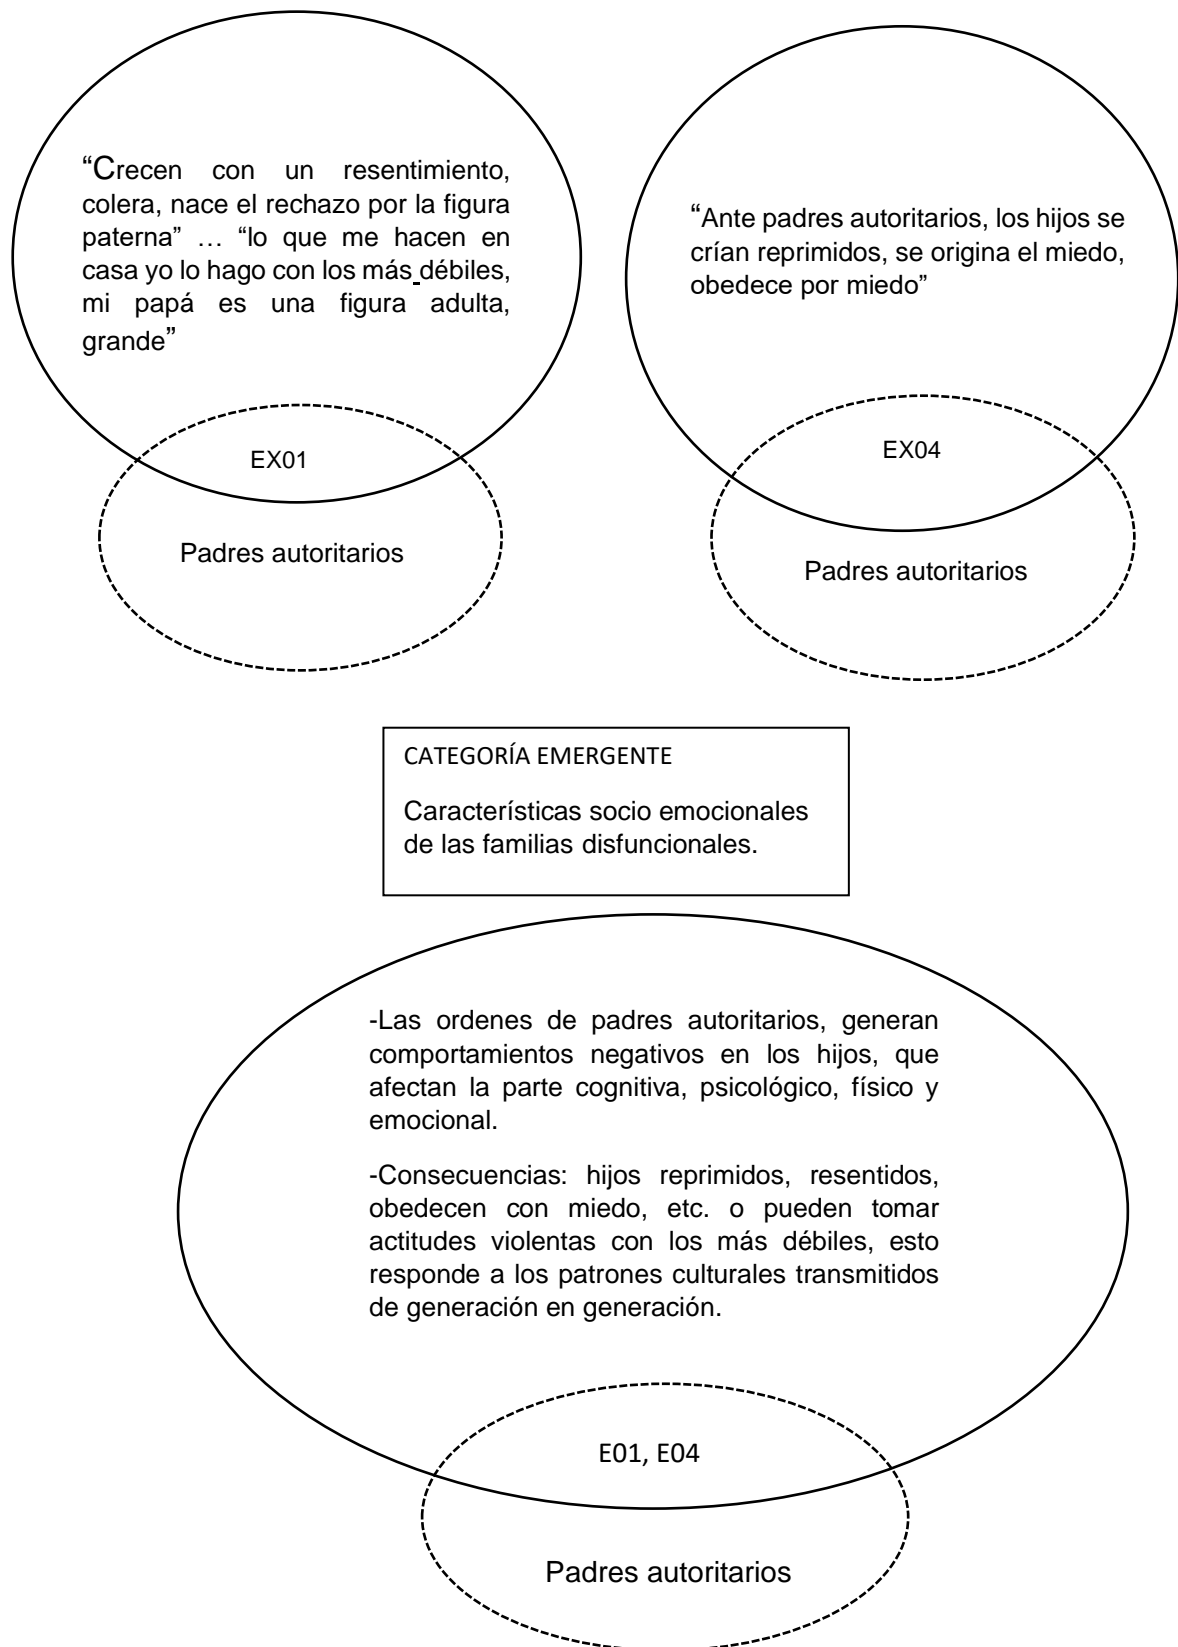 “Crecen con un resentimiento,
colera, nace el rechazo por la figura
paterna” … “lo que me hacen en
casa yo lo hago con los más débiles,
mi papá es una figura adulta,
grande”
EX01
Padres autoritarios
“Ante padres autoritarios, los hijos se
crían reprimidos, se origina el miedo,
obedece por miedo”
EX04
Padres autoritarios
CATEGORÍA EMERGENTE
Características socio emocionales
de las familias disfuncionales.
-Las ordenes de padres autoritarios, generan
comportamientos negativos en los hijos, que
afectan la parte cognitiva, psicológico, físico y
emocional.
-Consecuencias: hijos reprimidos, resentidos,
obedecen con miedo, etc. o pueden tomar
actitudes violentas con los más débiles, esto
responde a los patrones culturales transmitidos
de generación en generación.
E01, E04
Padres autoritarios